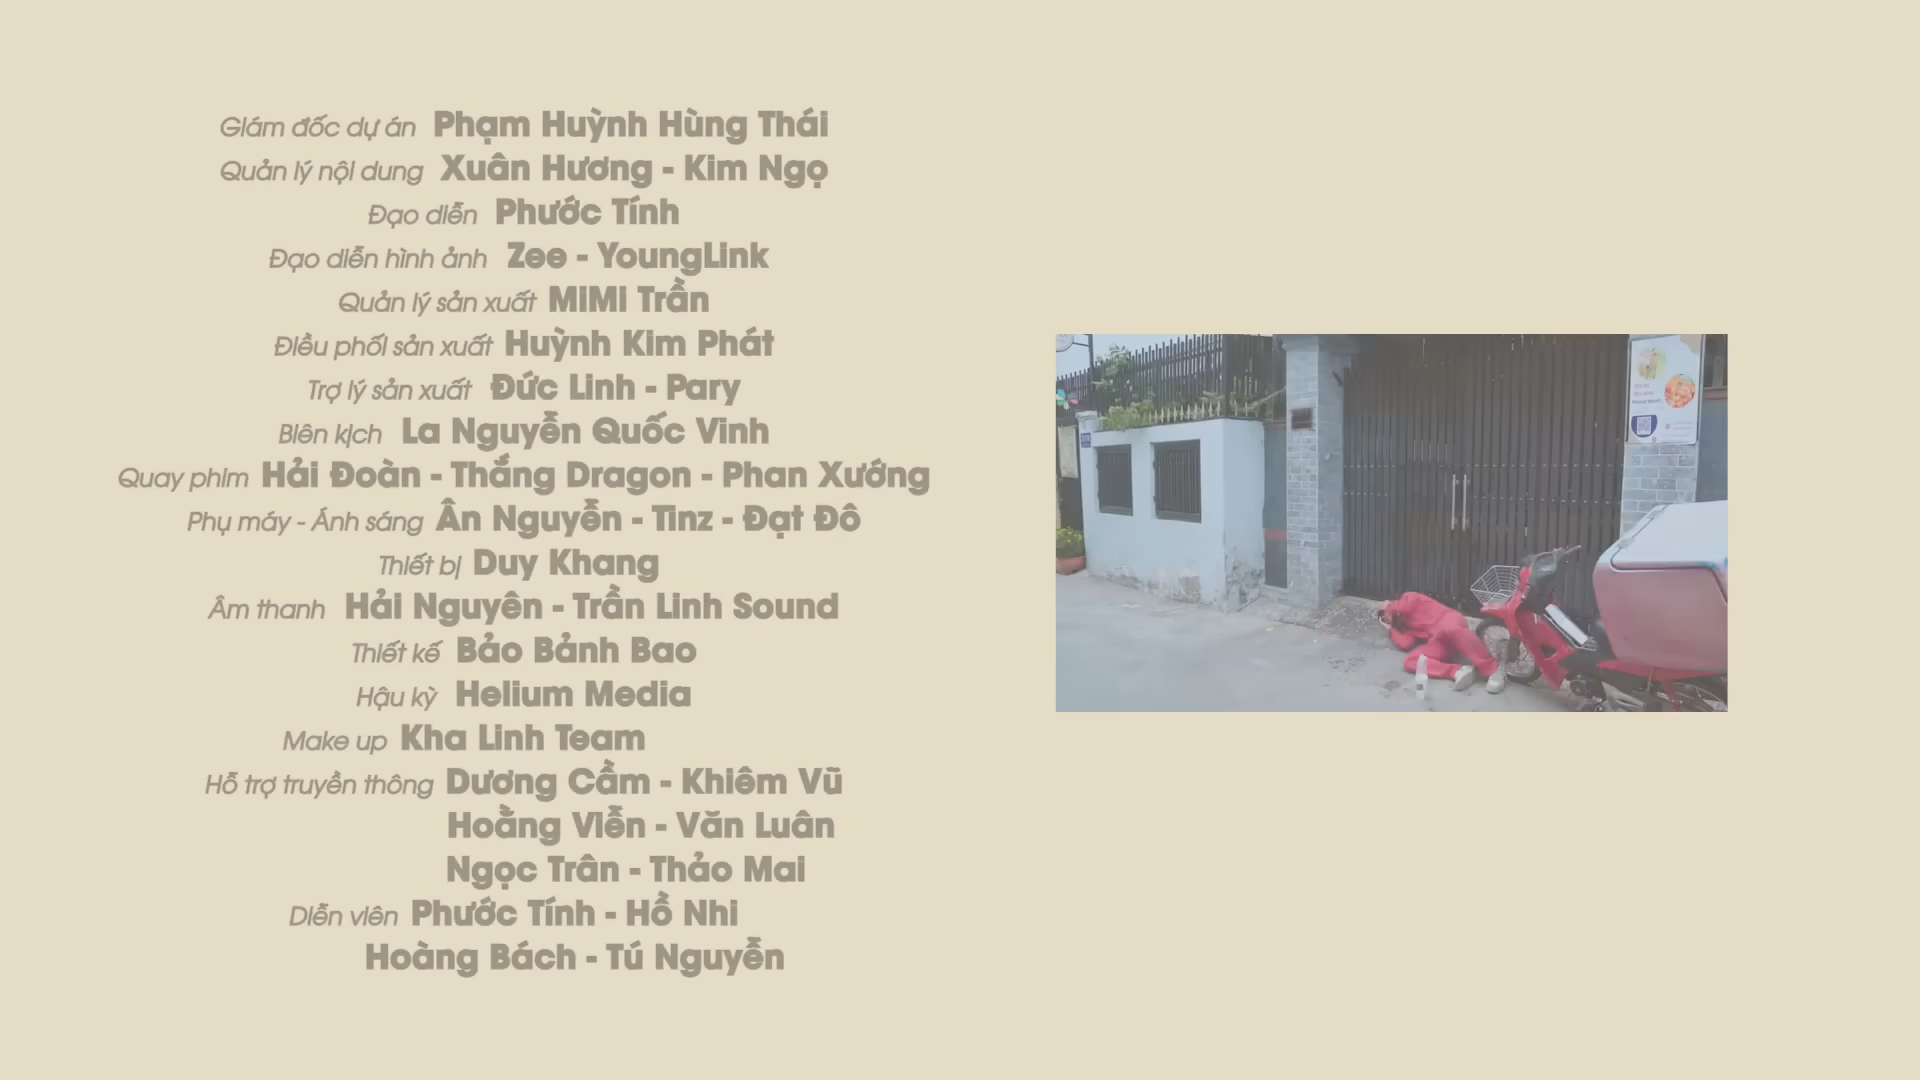 Giám đốc dự án Phạm Huỳnh Hùng Thái
Quản lý nội dung Xuân Hương - Kim Ngọ
Đạo diễn Phước Tính
Đạo diễn hình ảnh Zee - YoungLink
Quản lý sản xuất MiMi Trần
Điều phối sản xuất Huỳnh Kim Phát
Trợ lý sản xuất Đức Linh - Pary
Biên kịch La Nguyễn Quốc Vinh
Quay phim Hải Đoàn - Thắng Dragon - Phan Xướng
Phụ máy - Ánh sáng Ân Nguyễn - Tinz - Đạt Đô
Thiết bị Duy Khang
Âm thanh Hải Nguyên - Trần Linh Sound
Thiết kế Bảo Bảnh Bao
Hậu kỳ Helium Media
Make up Kha Linh Team
Hỗ trợ truyền thông Dương Cầm - Khiêm Vũ
Hoằng Viễn - Văn Luân
Ngọc Trân - Thảo Mai
Diễn viên Phước Tính - Hồ Nhi
Hoàng Bách - Tú Nguyễn